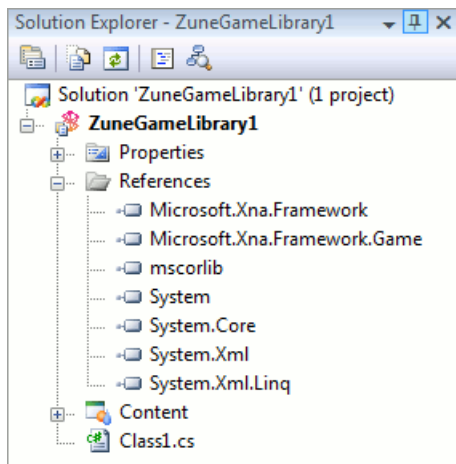 Solution Explorer - ZuneGameLibrary1
Solution 'ZuneGameLibrary1' (1 project)
ZuneGameLibrary1
Properties
References
Microsoft.Xna.Framework
Microsoft.Xna.Framework.Game
mscorlib
System
System.Core
System.Xml
System.Xml.Linq
Content
Class1.cs